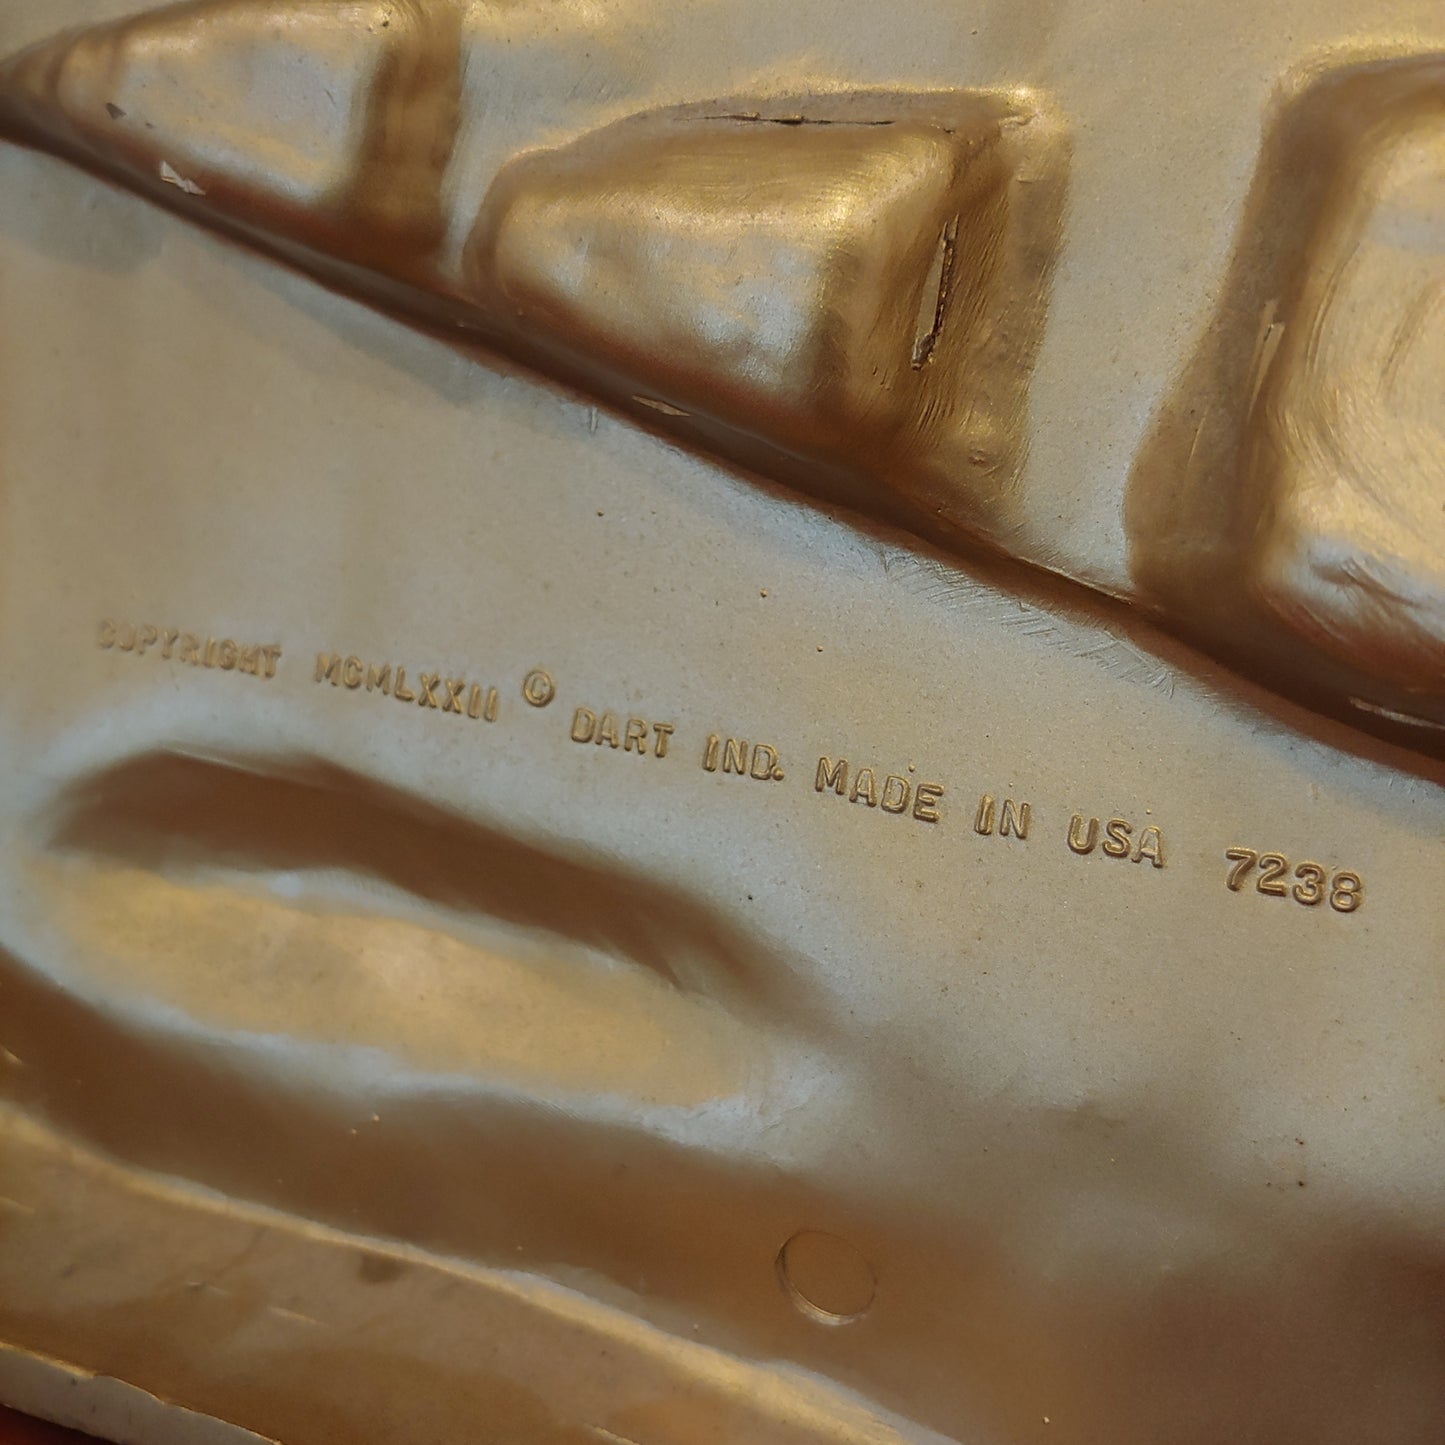 COPYRIGHT MCMLXXII © DART IND. MADE IN USA 7238